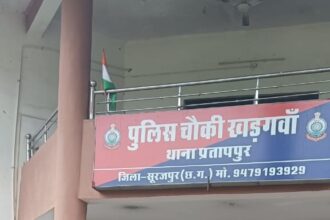 पुलिस चौकी खड़गवाँ
थाना प्रतापपुर
जिला-सूरजपुर (छ.ग.) मो. 9479193929